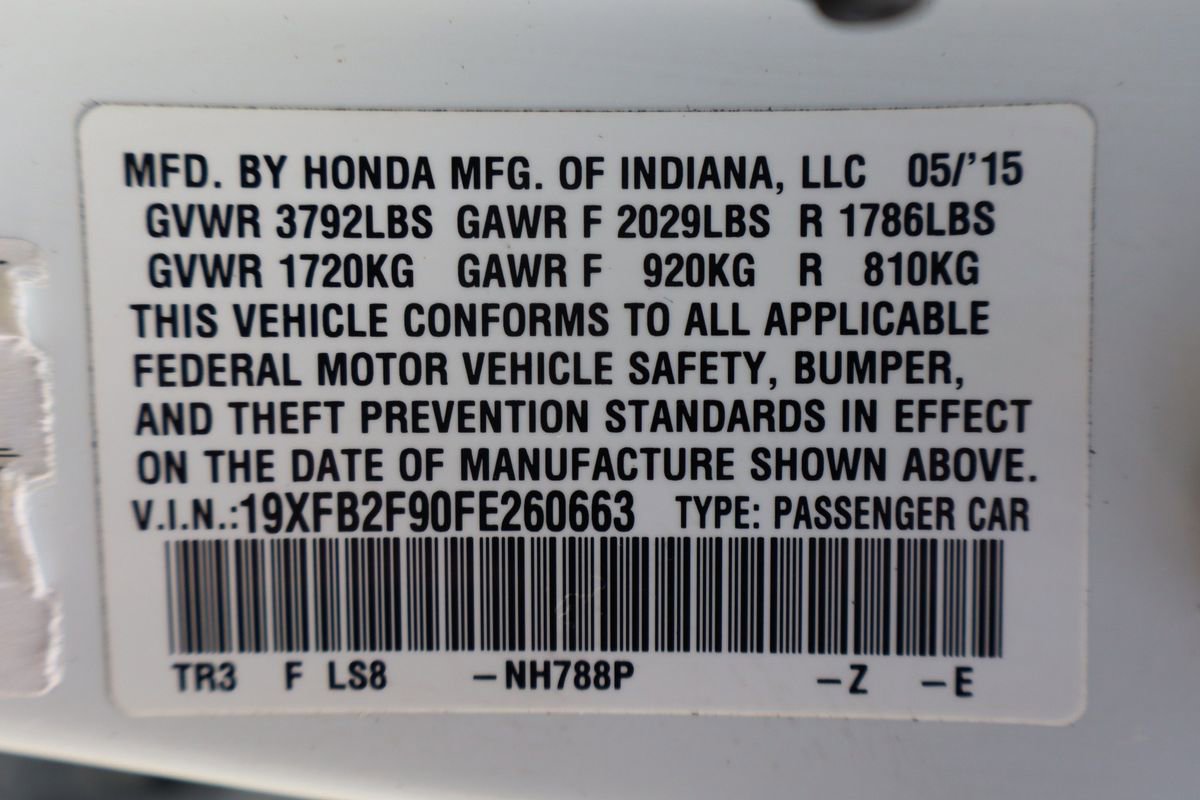 MFD. BY HONDA MFG. OF INDIANA, LLC 05/'15
GVWR 3792LBS GAWR F 2029LBS R 1786LBS
GVWR 1720KG GAWR F 920KG R 810KG
THIS VEHICLE CONFORMS TO ALL APPLICABLE
FEDERAL MOTOR VEHICLE SAFETY, BUMPER,
AND THEFT PREVENTION STANDARDS IN EFFECT
ON THE DATE OF MANUFACTURE SHOWN ABOVE.
V.I.N.:19XFB2F90FE260663 TYPE: PASSENGER CAR
TR3 F LS8 –NH788P –Z –E